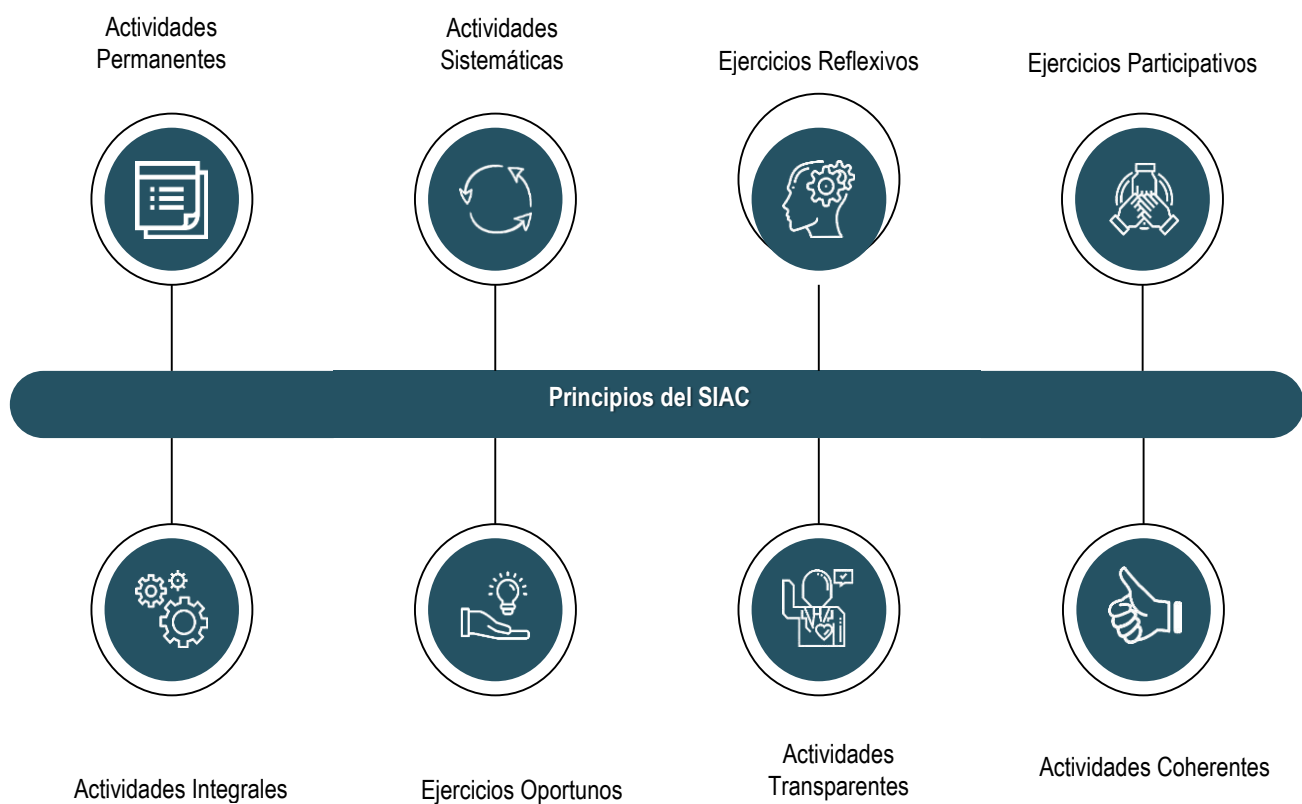 Actividades
Permanentes
Actividades
Sistemáticas
Ejercicios Reflexivos
Ejercicios Participativos
Principios del SIAC
Actividades Integrales
Ejercicios Oportunos
Actividades
Transparentes
Actividades Coherentes